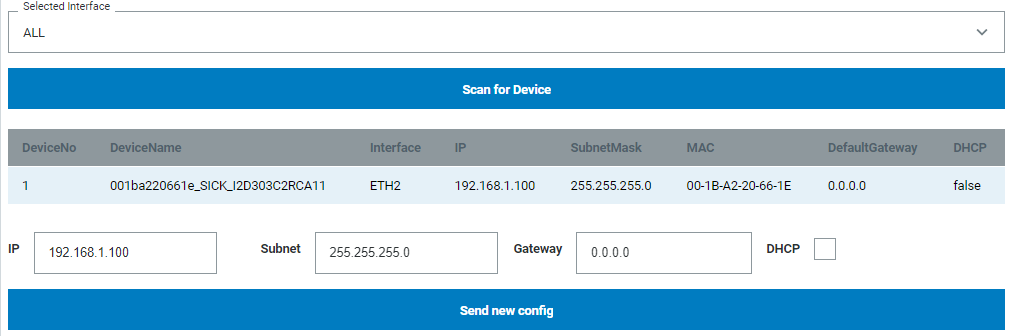 Selected Interface
ALL
Scan for Device
DeviceNo DeviceName Interface IP SubnetMask MAC DefaultGateway DHCP
1 001ba220661e_SICK_I2D303C2RCA11 ETH2 192.168.1.100 255.255.255.0 00-1B-A2-20-66-1E 0.0.0.0 false
IP 192.168.1.100 Subnet 255.255.255.0 Gateway 0.0.0.0 DHCP
Send new config